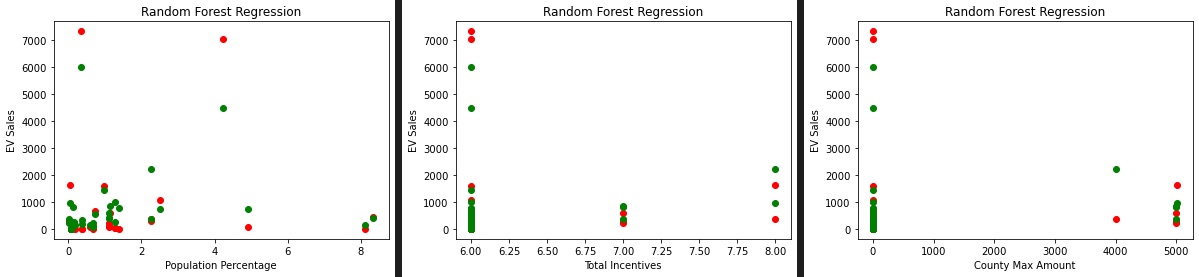 Random Forest Regression
7000
6000
5000
4000
3000
2000
1000
0
EV Sales
0 2 4 6 8
Population Percentage
Random Forest Regression
7000
6000
5000
4000
3000
2000
1000
0
EV Sales
6.00 6.25 6.50 6.75 7.00 7.25 7.50 7.75 8.00
Total Incentives
Random Forest Regression
7000
6000
5000
4000
3000
2000
1000
0
EV Sales
0 1000 2000 3000 4000 5000
County Max Amount